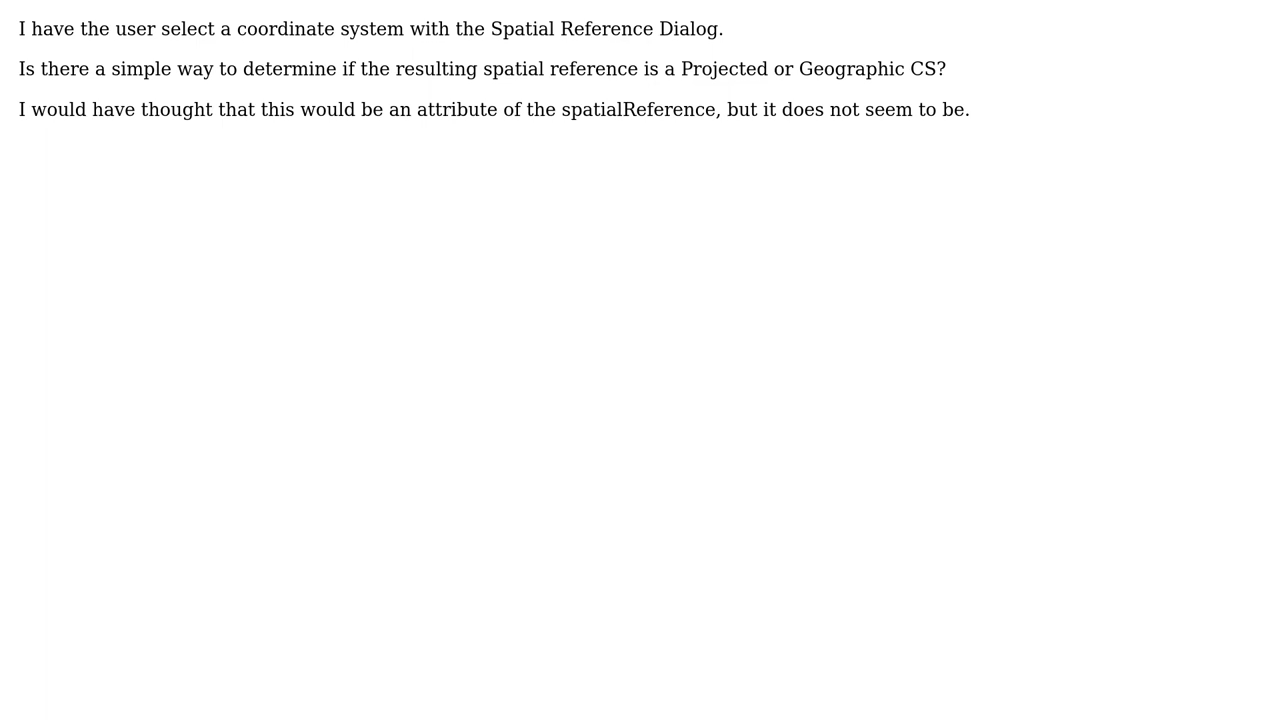 I have the user select a coordinate system with the Spatial Reference Dialog.
Is there a simple way to determine if the resulting spatial reference is a Projected or Geographic CS?
I would have thought that this would be an attribute of the spatialReference, but it does not seem to be.